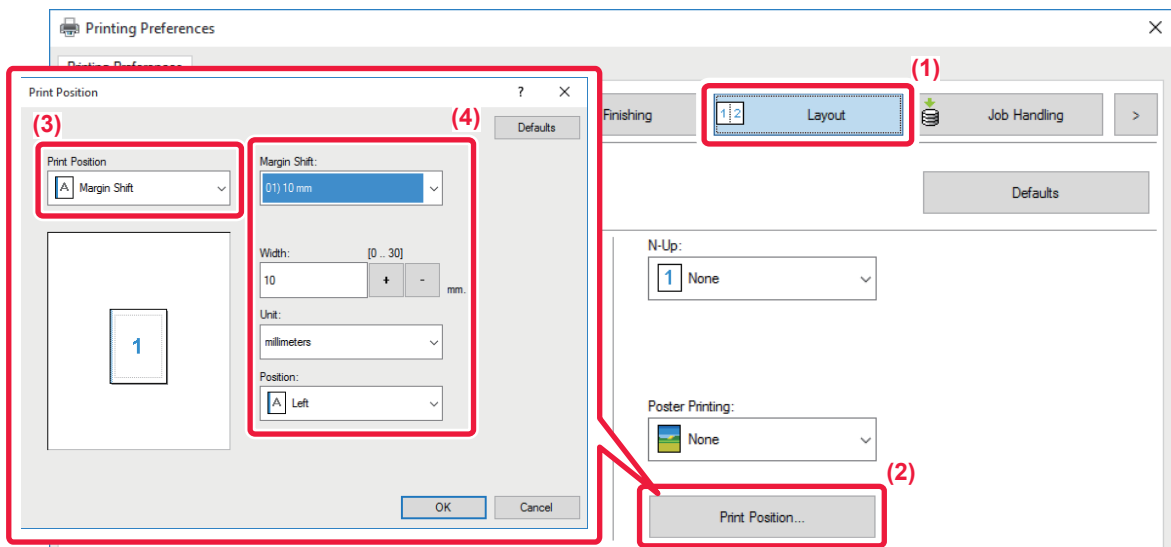 Printing Preferences
Printing Preferences
(1)
Print Position
?
(3)
(4)
Defaults
Finishing
1 2
Layout
Job Handling
>
Print Position
A Margin Shift
Margin Shift:
01) 10 mm
Defaults
Width:
[0 .. 30]
10
+
-
mm.
N-Up:
1 None
Unit:
millimeters
1
Position:
A Left
Poster Printing:
None
(2)
OK
Cancel
Print Position...